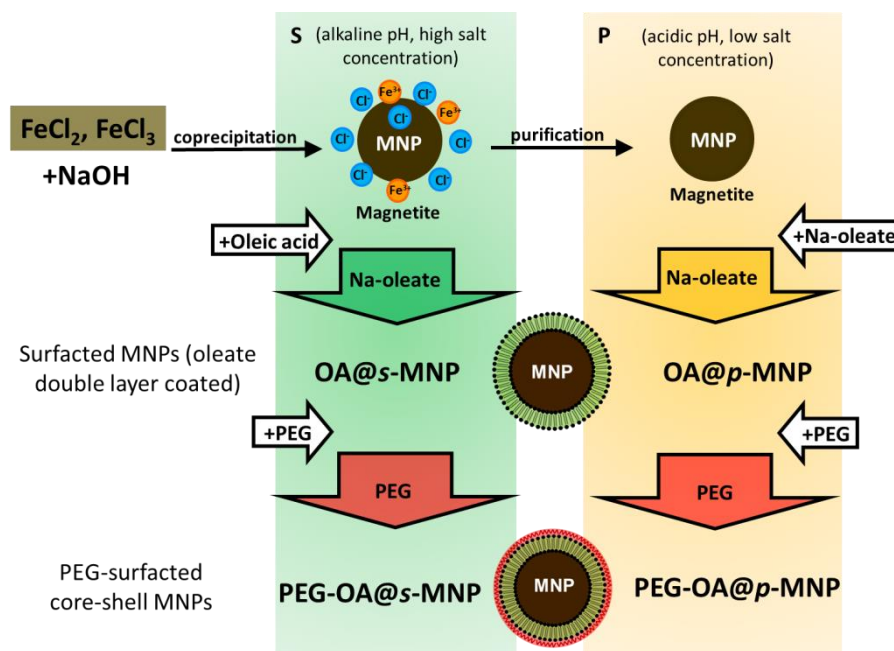 S (alkaline pH, high salt
concentration)
P (acidic pH, low salt
concentration)
FeCl₂, FeCl₃
+NaOH
coprecipitation
Cl⁻
Fe³⁺
Cl⁻
Cl⁻
Fe³⁺
Cl⁻
MNP
Cl⁻
Cl⁻
Fe³⁺
Cl⁻
Magnetite
purification
MNP
Magnetite
+Oleic acid
+Na-oleate
Na-oleate
Na-oleate
Surfacted MNPs (oleate
double layer coated)
OA@s-MNP
MNP
OA@p-MNP
+PEG
+PEG
PEG
PEG
PEG-surfacted
core-shell MNPs
PEG-OA@s-MNP
MNP
PEG-OA@p-MNP